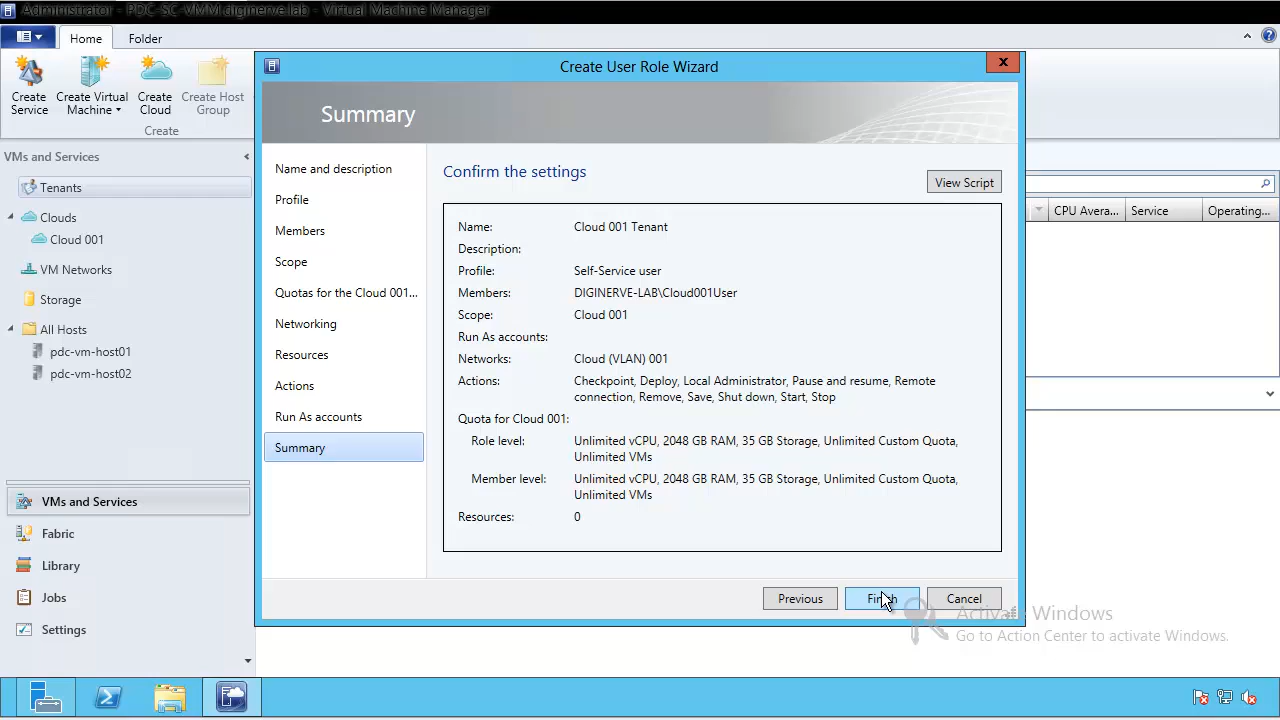 Administrator - PDC-SC-vMM.diginerve.lab - Virtual Machine Manager
Home
Folder
Create Service
Create Virtual Machine
Create Cloud
Create Host Group
Create
VMs and Services
Tenants
Clouds
Cloud 001
VM Networks
Storage
All Hosts
pdc-vm-host01
pdc-vm-host02
VMs and Services
Fabric
Library
Jobs
Settings
Create User Role Wizard
Summary
Name and description
Profile
Members
Scope
Quotas for the Cloud 001...
Networking
Resources
Actions
Run As accounts
Summary
Confirm the settings
View Script
Name: Cloud 001 Tenant
Description:
Profile: Self-Service user
Members: DIGINERVE-LAB\Cloud001User
Scope: Cloud 001
Run As accounts:
Networks: Cloud (VLAN) 001
Actions: Checkpoint, Deploy, Local Administrator, Pause and resume, Remote
connection, Remove, Save, Shut down, Start, Stop
Quota for Cloud 001:
Role level: Unlimited vCPU, 2048 GB RAM, 35 GB Storage, Unlimited Custom Quota,
Unlimited VMs
Member level: Unlimited vCPU, 2048 GB RAM, 35 GB Storage, Unlimited Custom Quota,
Unlimited VMs
Resources: 0
Previous
Finish
Cancel
CPU Avera...
Service
Operating...
Activate Windows
Go to Action Center to activate Windows.